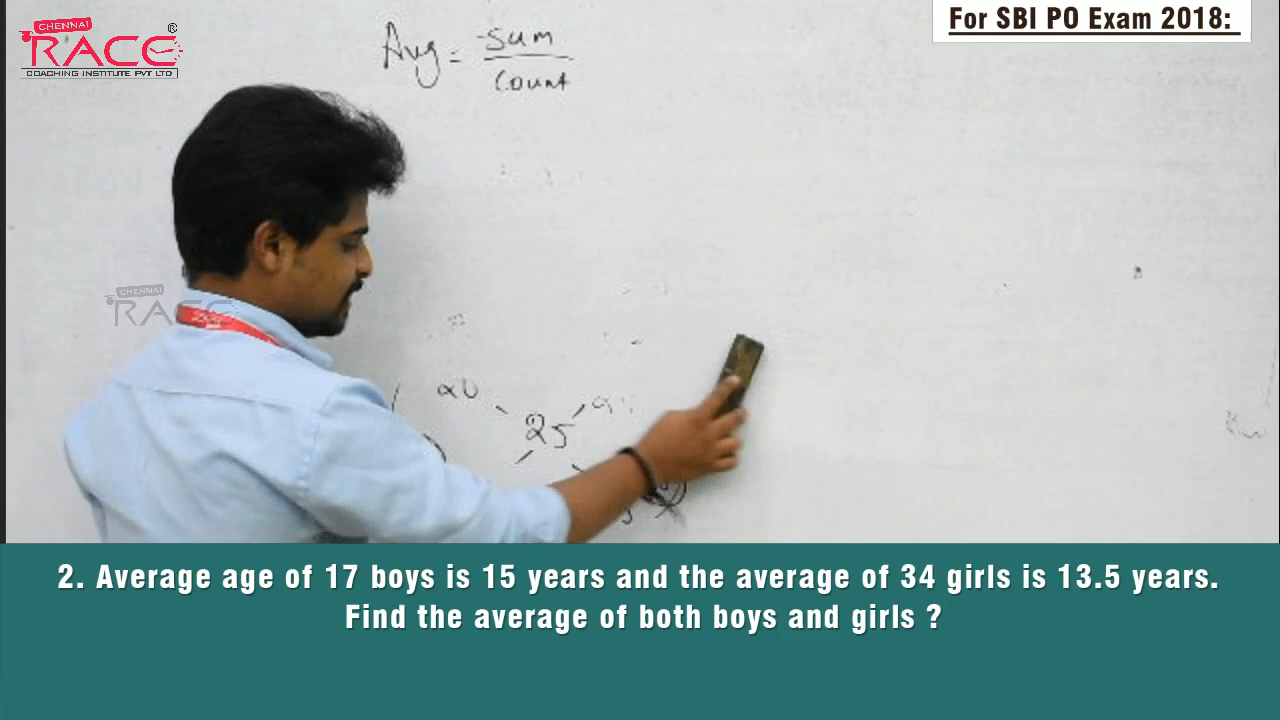 CHENNAI
RACE®
COACHING INSTITUTE PVT LTD
For SBI PO Exam 2018:
Avg = Sum
Count
CHENNAI
RACE
25
2. Average age of 17 boys is 15 years and the average of 34 girls is 13.5 years.
Find the average of both boys and girls ?